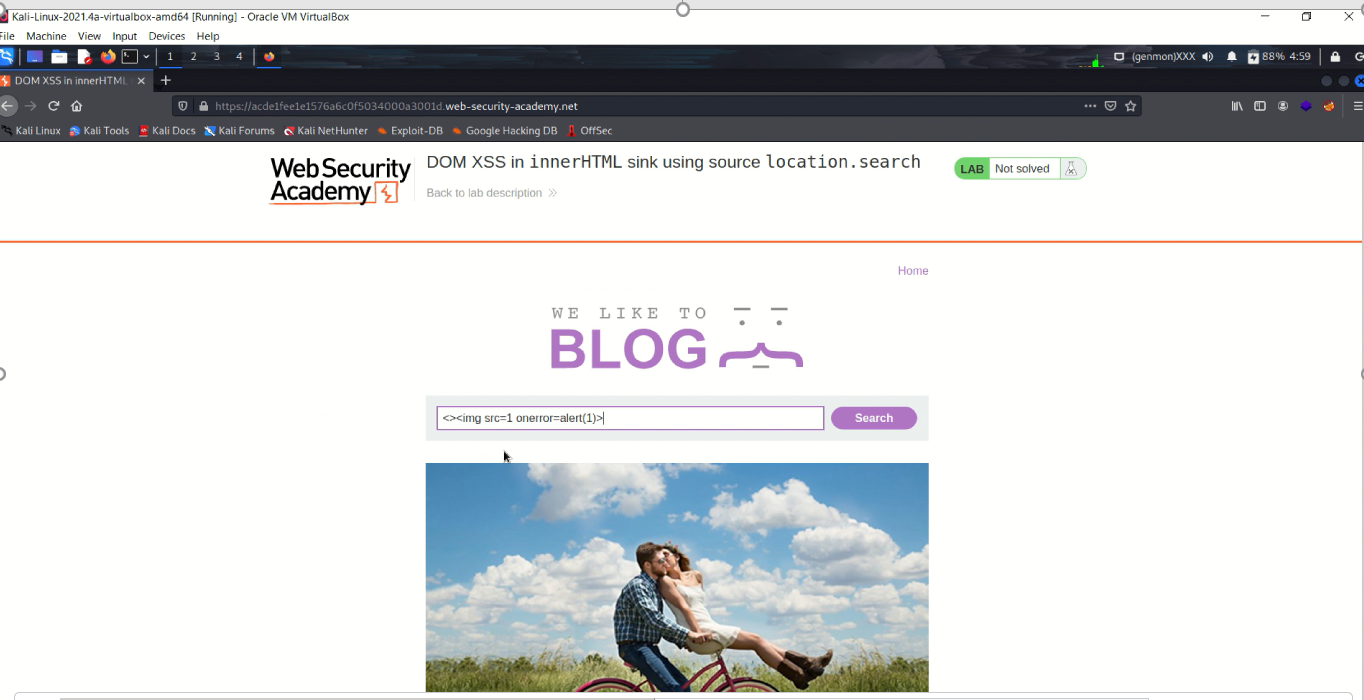 Kali-Linux-2021.4a-virtualbox-amd64 [Running] - Oracle VM VirtualBox
File Machine View Input Devices Help
1 2 3 4 (genmon)XXX 88% 4:59
DOM XSS in innerHTML
https://acde1fee1e1576a6c0f5034000a3001d.web-security-academy.net
Kali Linux Kali Tools Kali Docs Kali Forums Kali NetHunter Exploit-DB Google Hacking DB OffSec
Web Security
Academy
DOM XSS in innerHTML sink using source location.search
Back to lab description
LAB Not solved
Home
WE LIKE TO
BLOG
<><img src=1 onerror=alert(1)>
Search